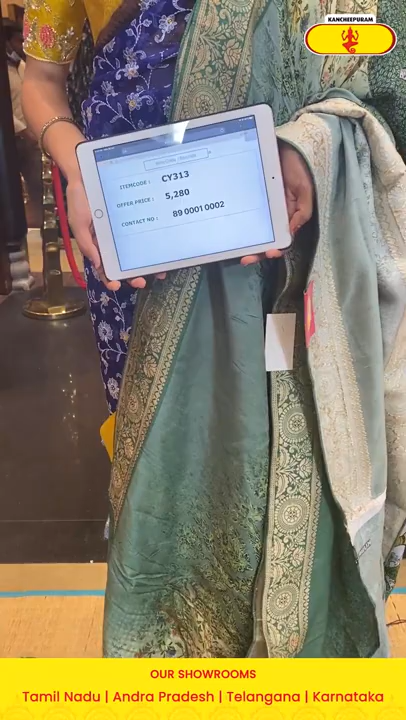 KANCHEEPURAM
ITEMCODE : CY313
OFFER PRICE : 5,280
CONTACT NO : 89 0001 0002
OUR SHOWROOMS
Tamil Nadu | Andra Pradesh | Telangana | Karnataka